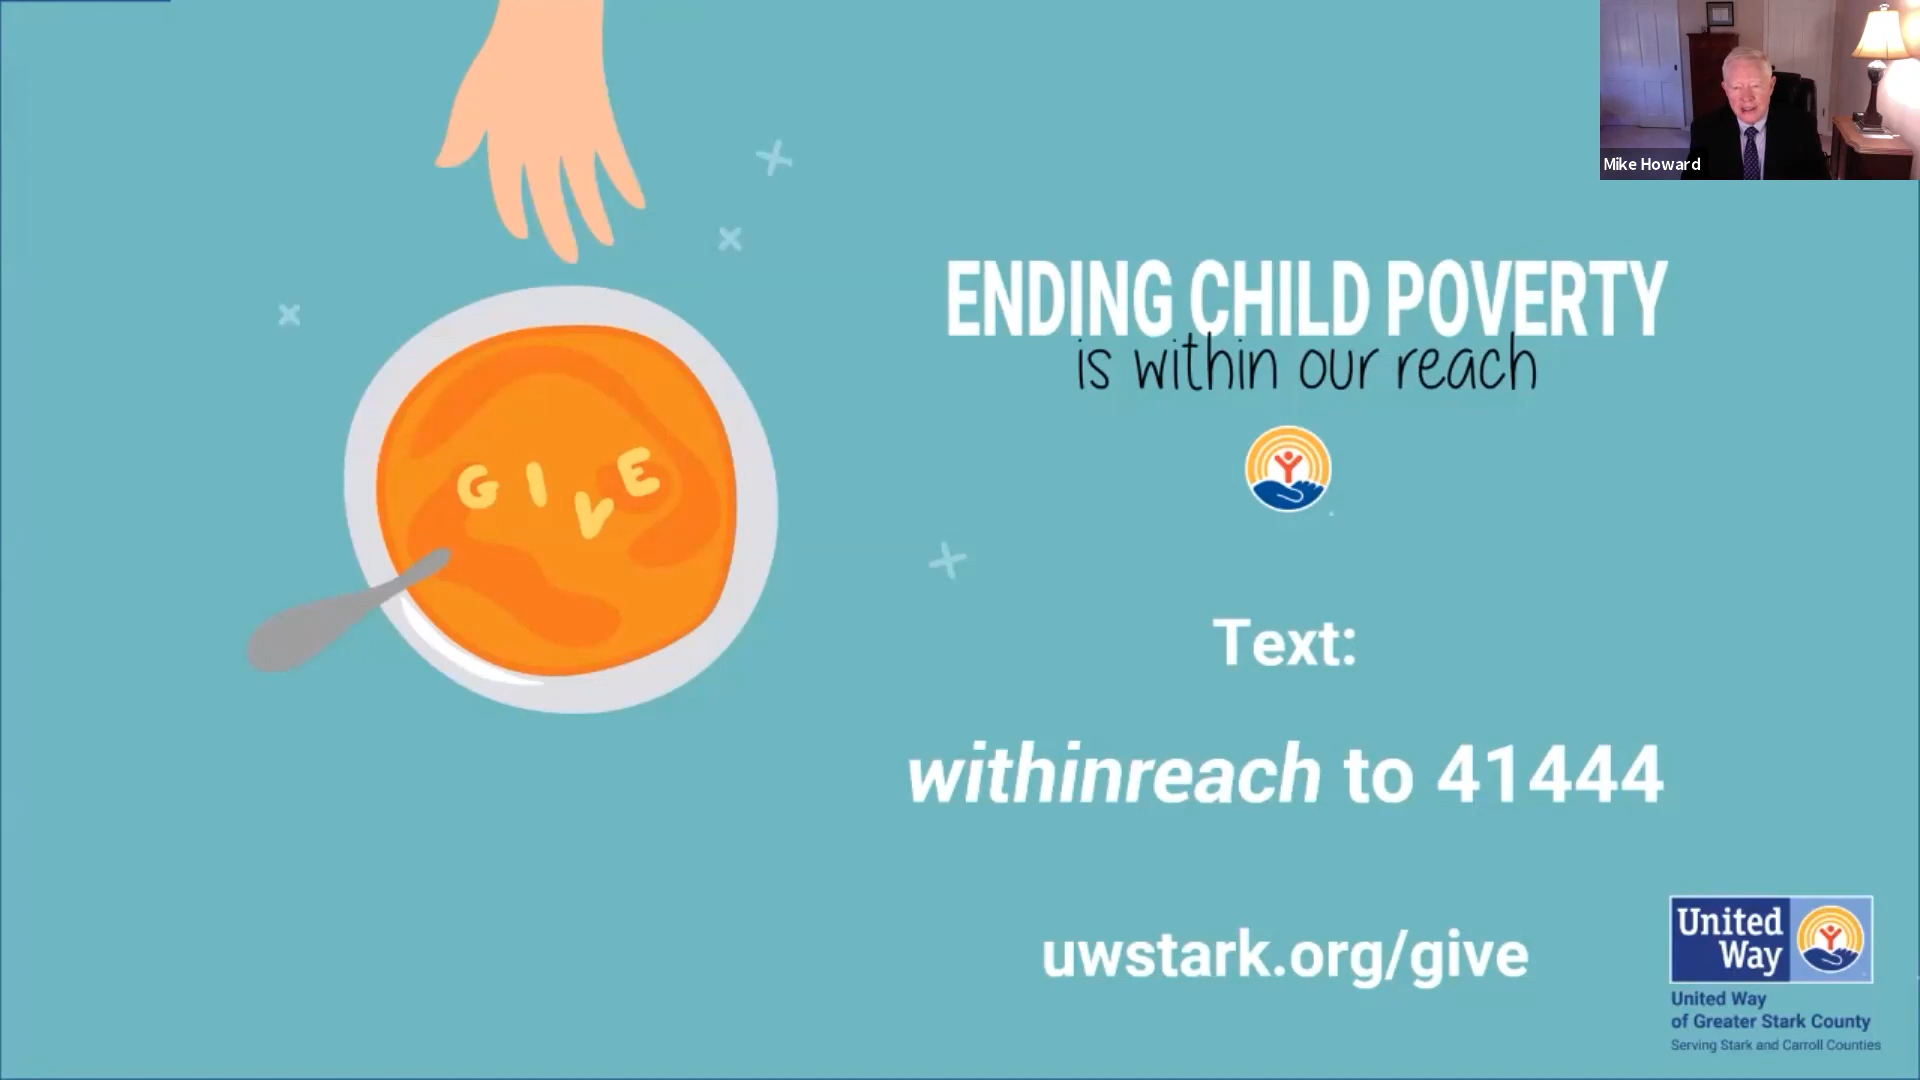 Mike Howard
ENDING CHILD POVERTY
is within our reach
GIVE
Text:
withinreach to 41444
uwstark.org/give
United
Way
United Way
of Greater Stark County
Serving Stark and Carroll Counties